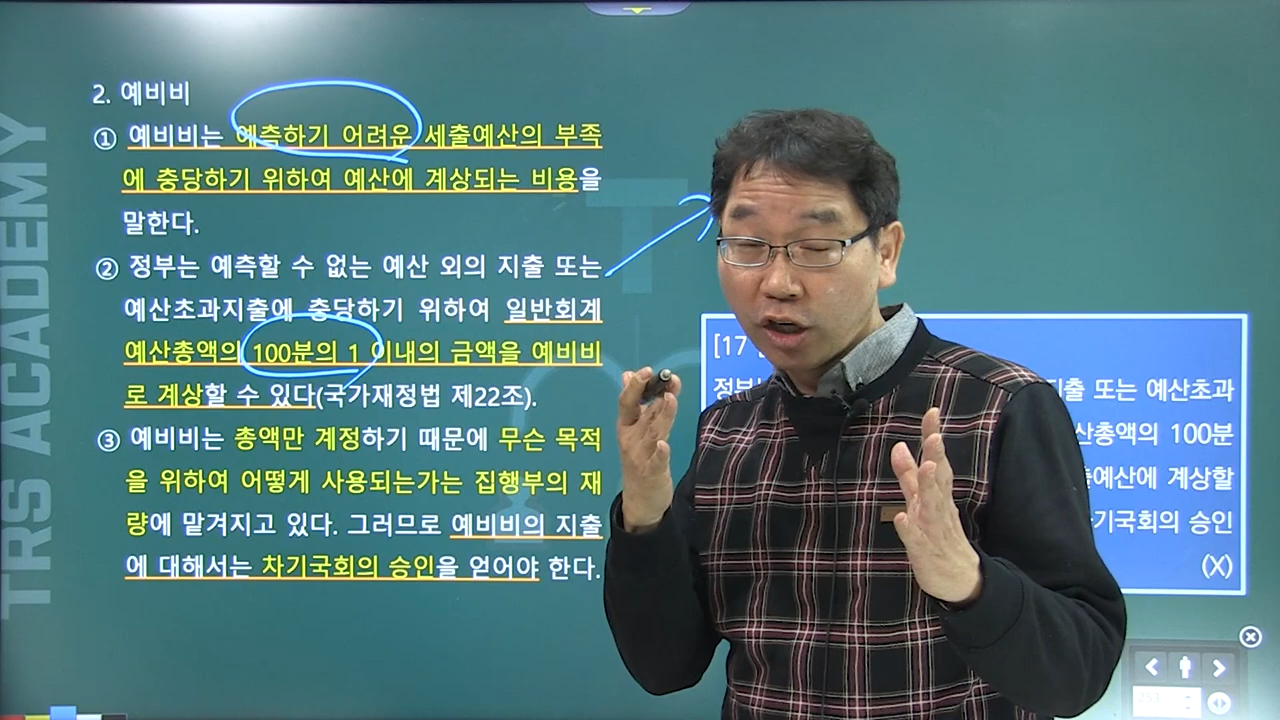 2. 예비비
① 예비비는 예측하기 어려운 세출예산의 부족
에 충당하기 위하여 예산에 계상되는 비용을
말한다.
② 정부는 예측할 수 없는 예산 외의 지출 또는
예산초과지출에 충당하기 위하여 일반회계
예산총액의 100분의 1 이내의 금액을 예비비
로 계상할 수 있다(국가재정법 제22조).
③ 예비비는 총액만 계정하기 때문에 무슨 목적
을 위하여 어떻게 사용되는가는 집행부의 재
량에 맡겨지고 있다. 그러므로 예비비의 지출
에 대해서는 차기국회의 승인을 얻어야 한다.
TRS ACADEMY
[17
지출 또는 예산초과
산총액의 100분
출예산에 계상할
차기국회의 승인
(X)
253